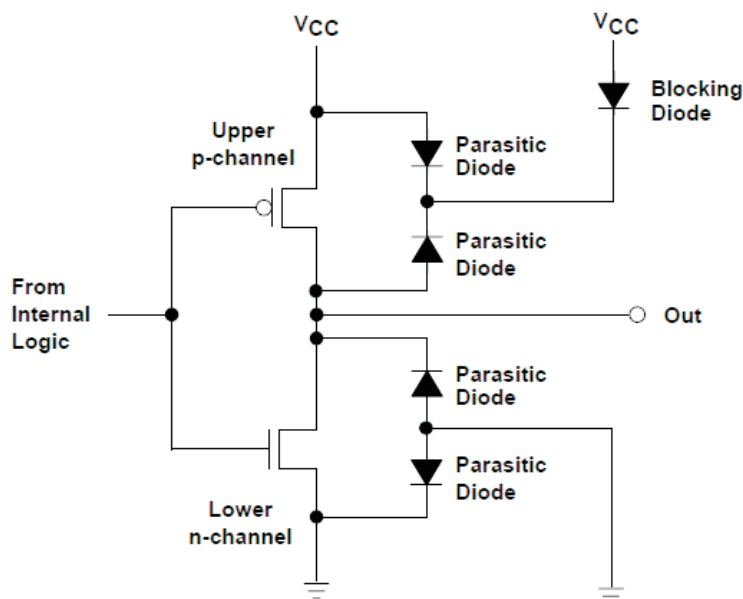 VCC
VCC
Blocking
Diode
Upper
p-channel
Parasitic
Diode
Parasitic
Diode
From
Internal
Logic
Out
Parasitic
Diode
Parasitic
Diode
Lower
n-channel